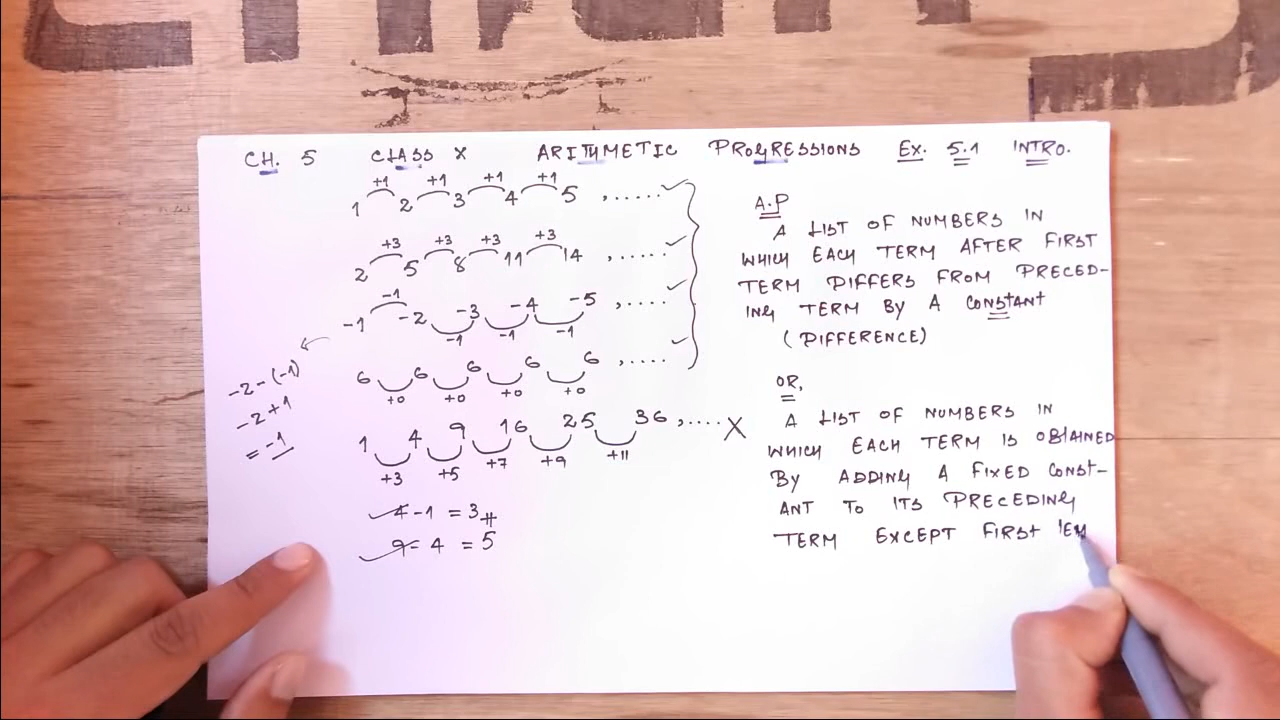 CH. 5 CLASS X ARITHMETIC PROGRESSIONS Ex. 5.1 INTRO.
+1 +1 +1 +1
1 2 3 4 5 , ...... ✓
+3 +3 +3 +3
2 5 8 11 14 , ...... ✓
-1
-1 -2 -3 -4 -5 , ...... ✓
-1 -1 -1
6 6 6 6 6 , ..... ✓
+0 +0 +0 +0
1 4 9 16 25 36 , ..... X
+3 +5 +7 +9 +11
4 - 1 = 3
9 - 4 = 5
-2-(-1)
-2+1
= -1
A.P
A LIST OF NUMBERS IN
WHICH EACH TERM AFTER FIRST
TERM DIFFERS FROM PRECED-
ING TERM BY A CONSTANT
(DIFFERENCE)
OR,
A LIST OF NUMBERS IN
WHICH EACH TERM IS OBTAINED
BY ADDING A FIXED CONST-
ANT TO ITS PRECEDING
TERM EXCEPT FIRST